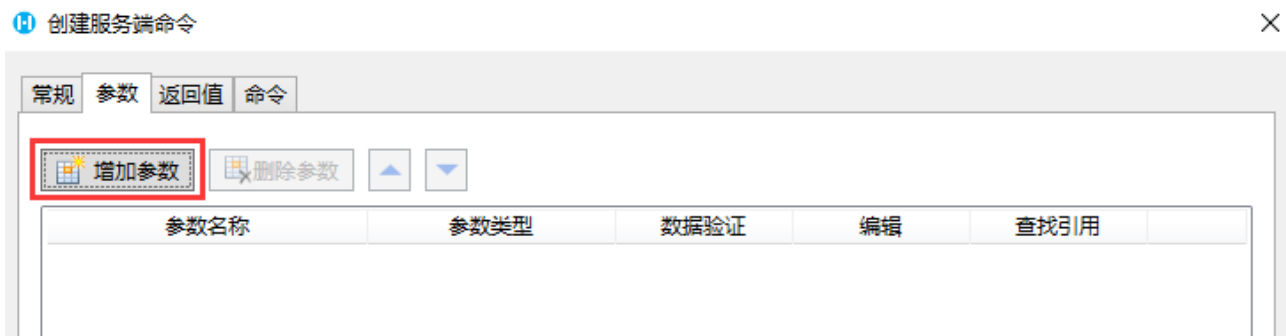 创建服务端命令
常规 参数 返回值 命令
增加参数 删除参数
参数名称 参数类型 数据验证 编辑 查找引用